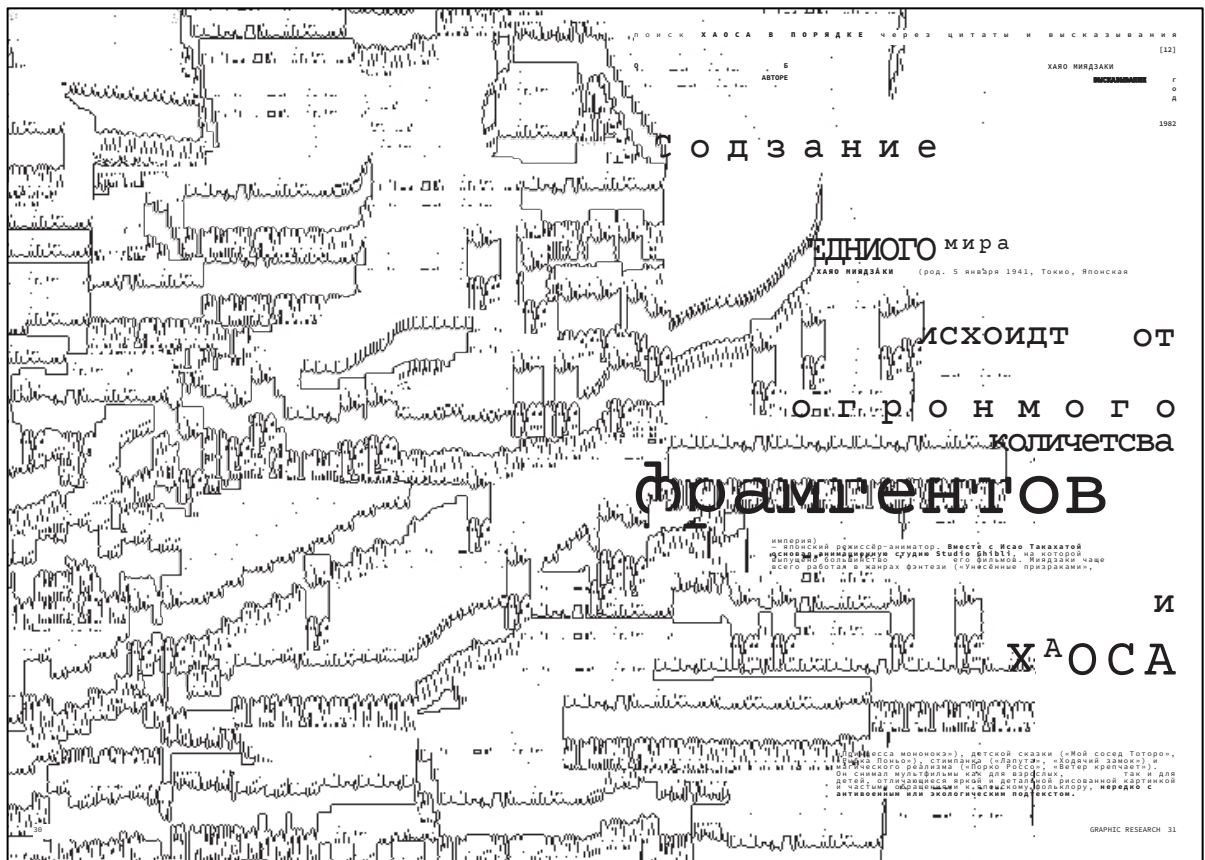 поиск ХАОСА В ПОРЯДКЕ через цитаты и высказывания
[12]
О Б
АВТОРЕ
ХАЯО МИЯДЗАКИ
ВЫСКАЗЫВАНИЕ
год
1982
Содзание
ЕДНИОГО мира
ХАЯО МИЯДЗАКИ (род. 5 января 1941, Токио, Японская
исхоидт от
огронмого
количетсва
фрамгентов
империя)
— японский режиссёр-аниматор. Вместе с Исао Такахатой
основал анимационную студию Studio Ghibli, на которой
выпущено большинство его фильмов. Миядзаки чаще
всего работал в жанрах фэнтези («Унесённые призраками»,
и
ХАОСА
«Принцесса мононокэ»), детской сказки («Мой сосед Тоторо»,
«Рыбка Поньо»), стимпанка («Лапута», «Ходячий замок») и
магического реализма («Порко Россо», «Ветер крепчает»).
Он снимал мультфильмы как для взрослых, так и для
детей, отличающиеся яркой и детальной рисованной картинкой
и частыми обращениями к японскому фольклору, нередко с
антивоенным или экологическим подтекстом.
30
GRAPHIC RESEARCH 31